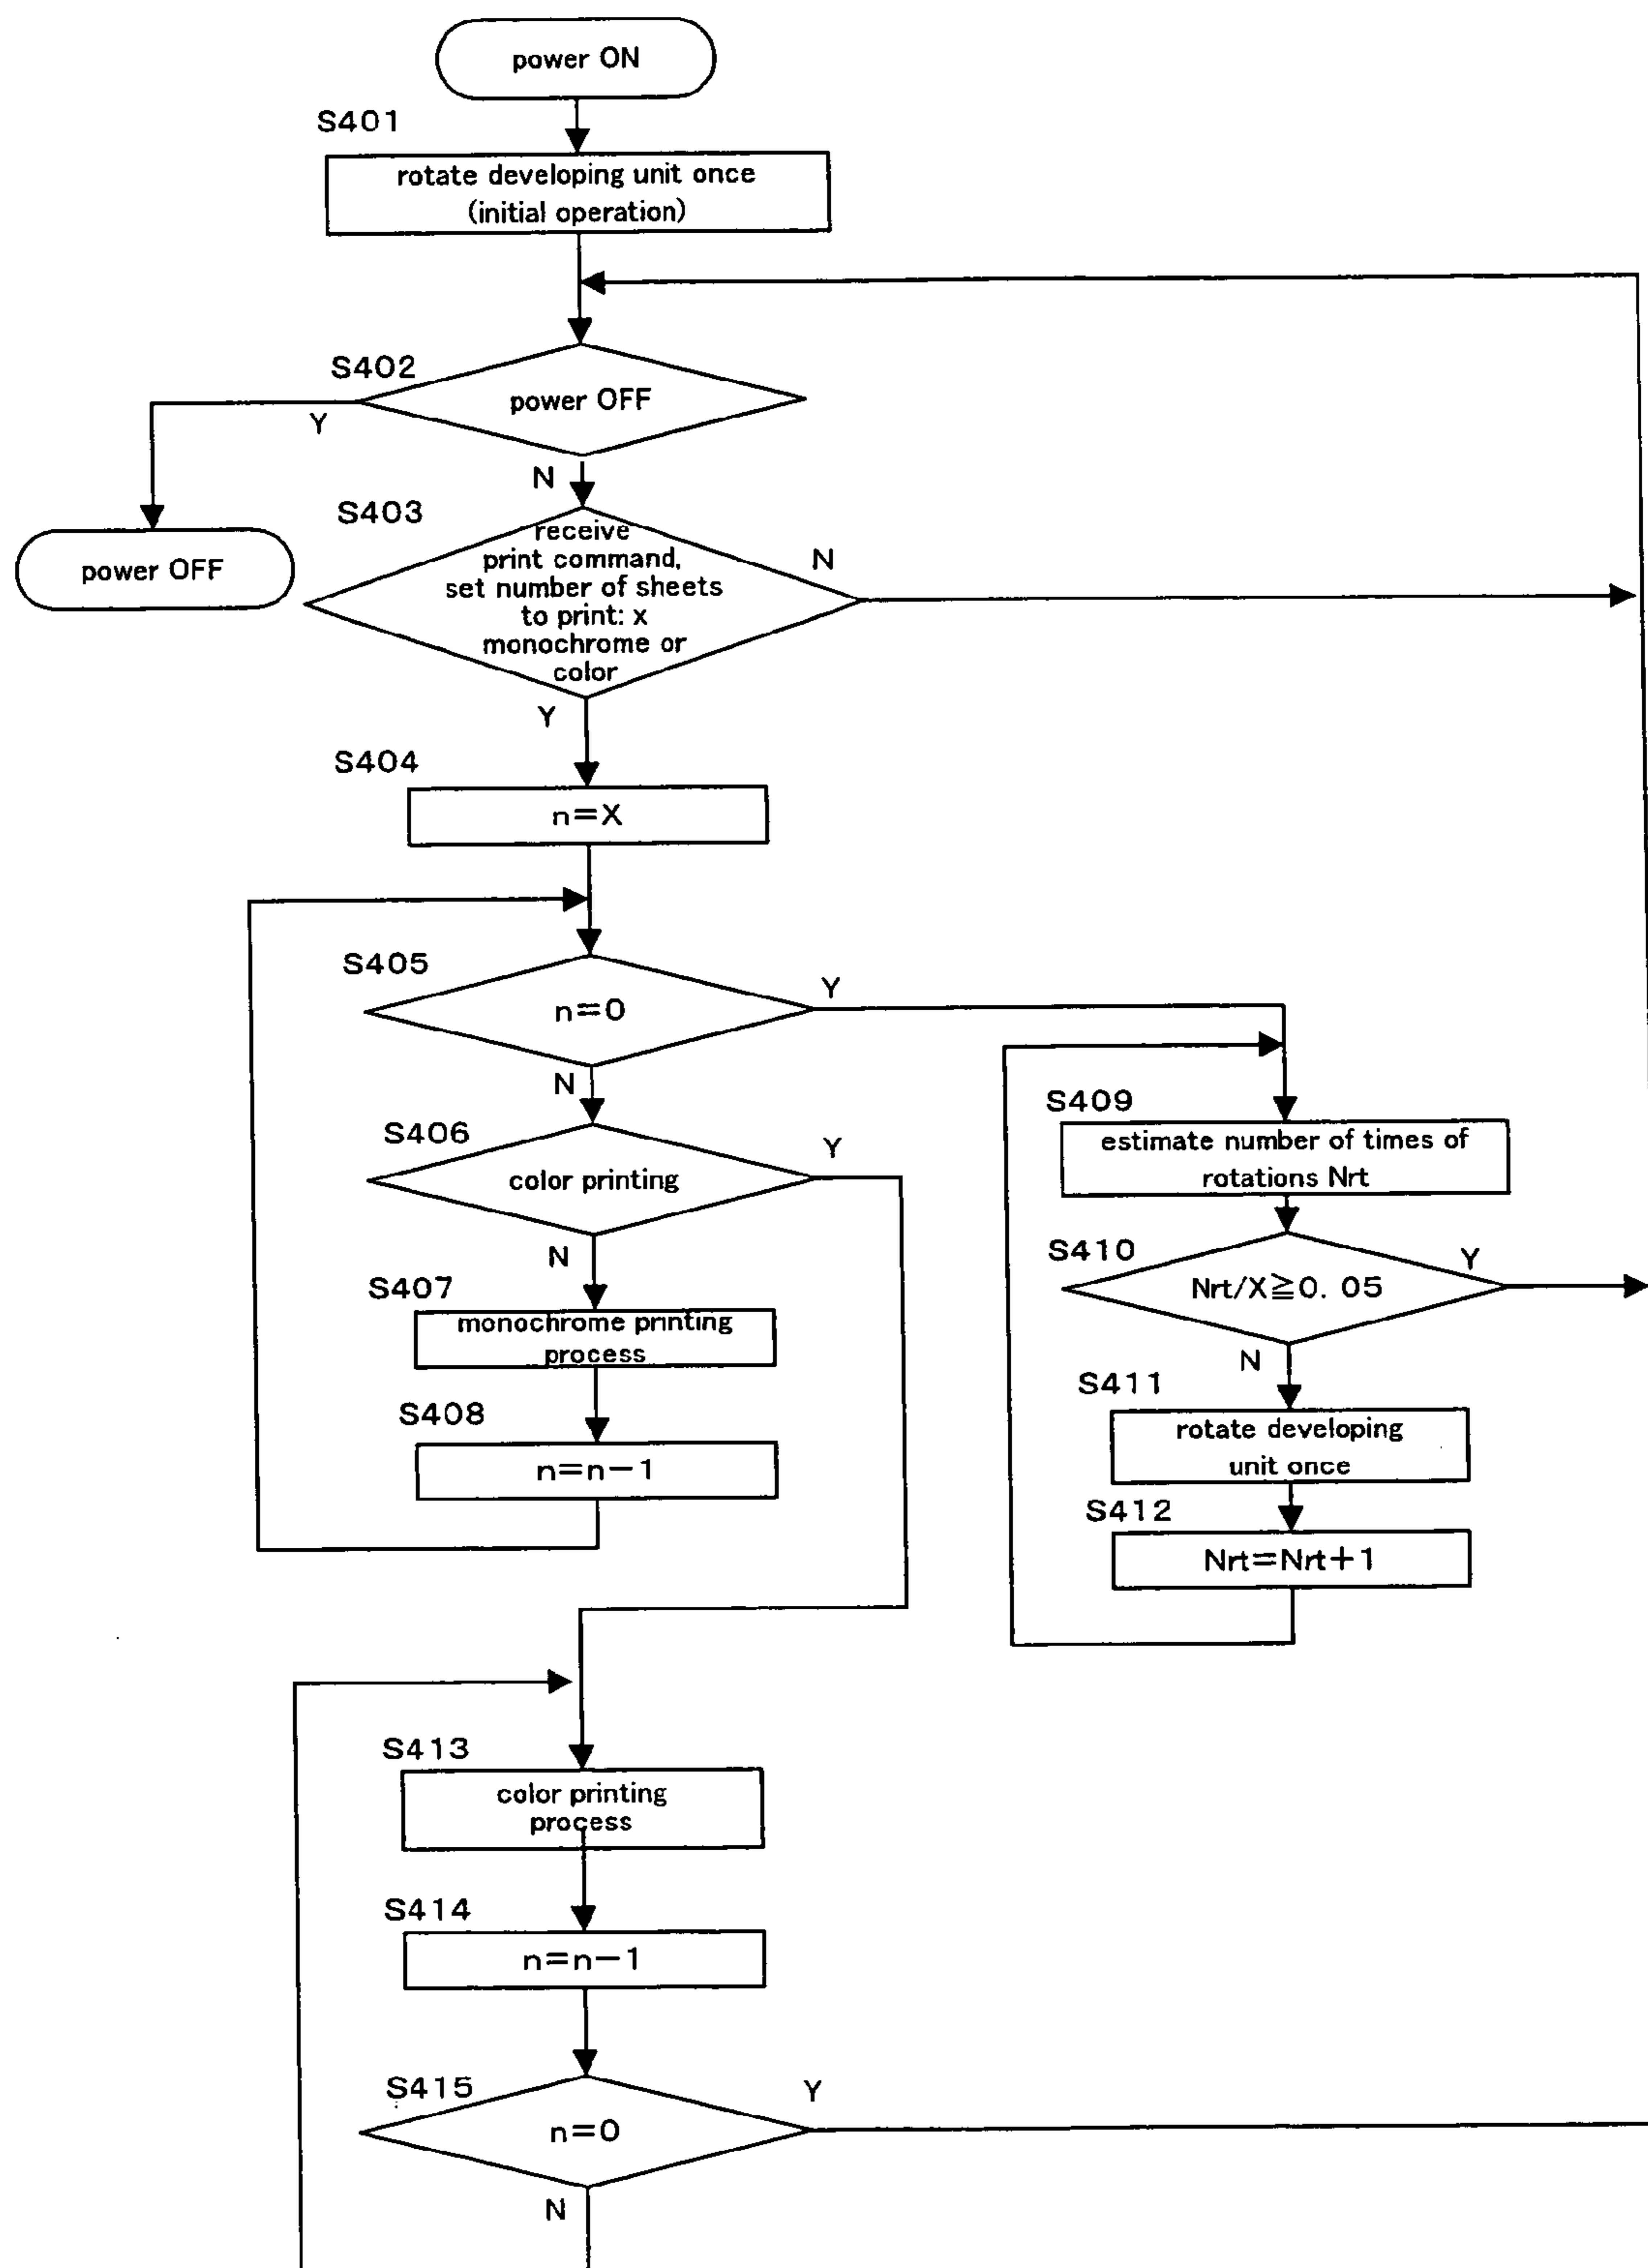 power ON
S401
rotate developing unit once
(initial operation)
S402
power OFF
Y
N
power OFF
S403
receive
print command,
set number of sheets
to print: x
monochrome or
color
N
Y
S404
n=X
S405
n=0
Y
N
S406
color printing
Y
N
S407
monochrome printing
process
S408
n=n-1
S409
estimate number of times of
rotations Nrt
S410
Nrt/X≧0. 05
Y
N
S411
rotate developing
unit once
S412
Nrt=Nrt+1
S413
color printing
process
S414
n=n-1
S415
n=0
Y
N